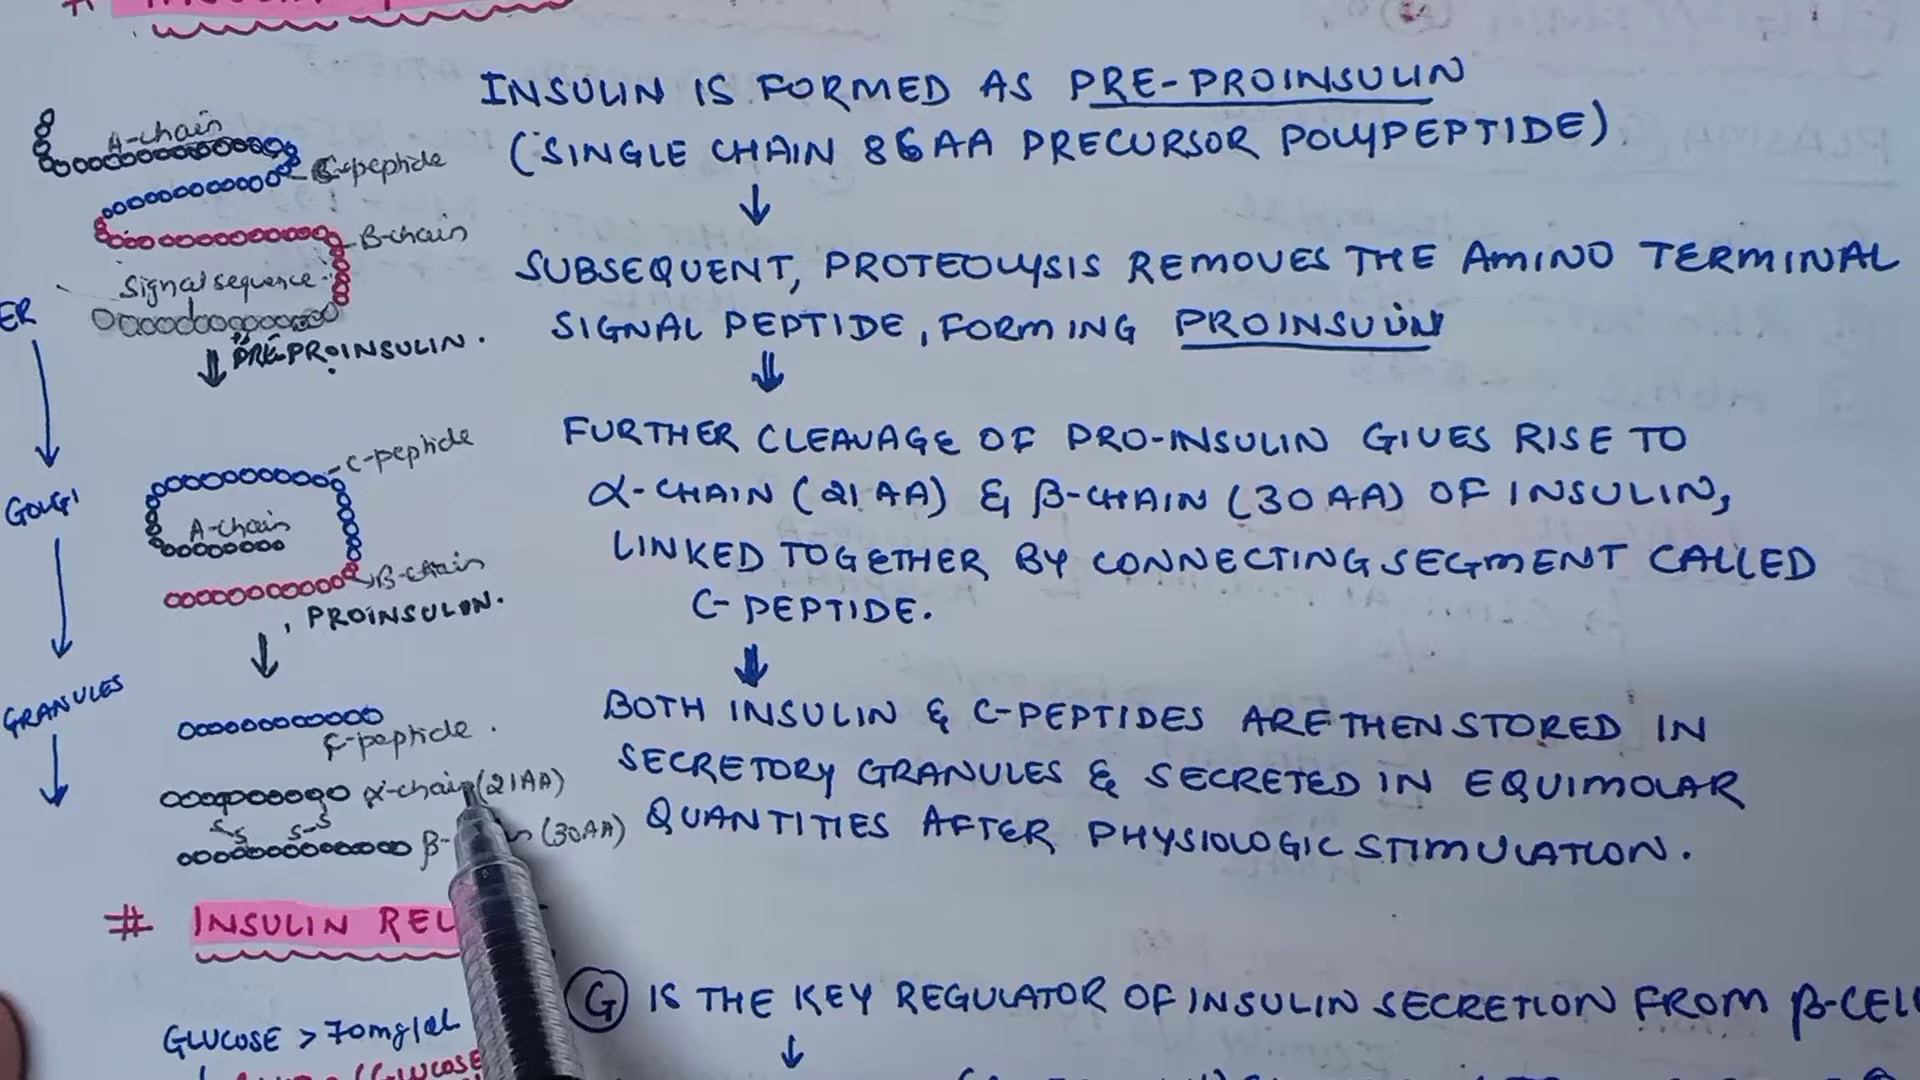 INSULIN
INSULIN IS FORMED AS PRE-PROINSULIN
(SINGLE CHAIN 86AA PRECURSOR POLYPEPTIDE)
SUBSEQUENT, PROTEOLYSIS REMOVES THE AMINO TERMINAL
SIGNAL PEPTIDE, FORMING PROINSULIN
FURTHER CLEAVAGE OF PRO-INSULIN GIVES RISE TO
α-CHAIN (21 AA) & β-CHAIN (30 AA) OF INSULIN,
LINKED TOGETHER BY CONNECTING SEGMENT CALLED
C-PEPTIDE.
BOTH INSULIN & C-PEPTIDES ARE THEN STORED IN
SECRETORY GRANULES & SECRETED IN EQUIMOLAR
QUANTITIES AFTER PHYSIOLOGIC STIMULATION.
A-chain
C-peptide
B-chain
Signal sequence
ER
PRE-PROINSULIN.
C-peptide
GOLGI
A-chain
B-chain
PROINSULIN.
GRANULES
C-peptide.
α-chain (21AA)
S S
S-S
β- (30AA)
# INSULIN REL
G IS THE KEY REGULATOR OF INSULIN SECRETION FROM β-CELL
GLUCOSE > 70mg/dL
(Glucose